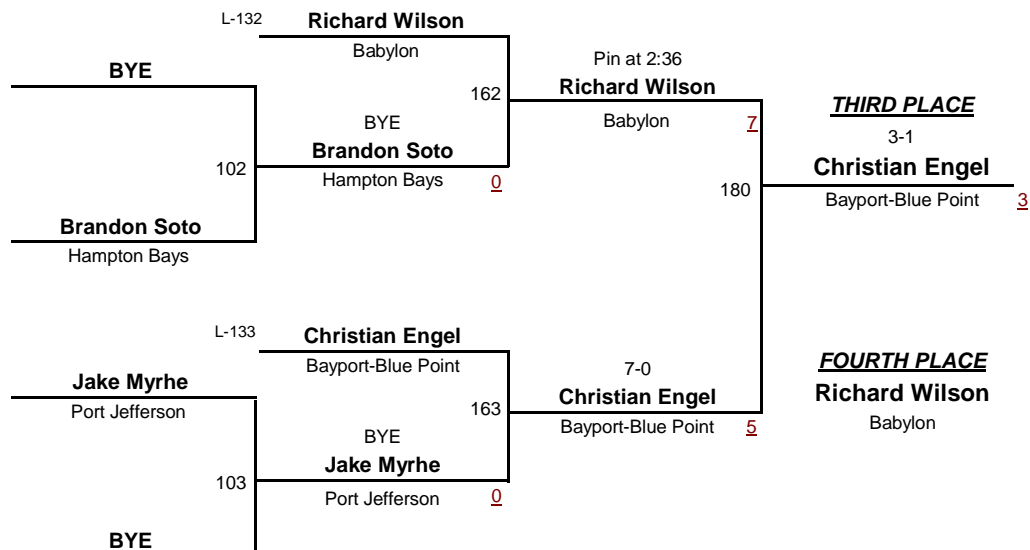 L-132
Richard Wilson
Babylon
BYE
162
Pin at 2:36
Richard Wilson
Babylon
7
THIRD PLACE
3-1
Christian Engel
Bayport-Blue Point
3
102
BYE
Brandon Soto
Hampton Bays
0
180
Brandon Soto
Hampton Bays
L-133
Christian Engel
Bayport-Blue Point
Jake Myrhe
Port Jefferson
163
7-0
Christian Engel
Bayport-Blue Point
5
FOURTH PLACE
Richard Wilson
Babylon
103
BYE
Jake Myrhe
Port Jefferson
0
BYE